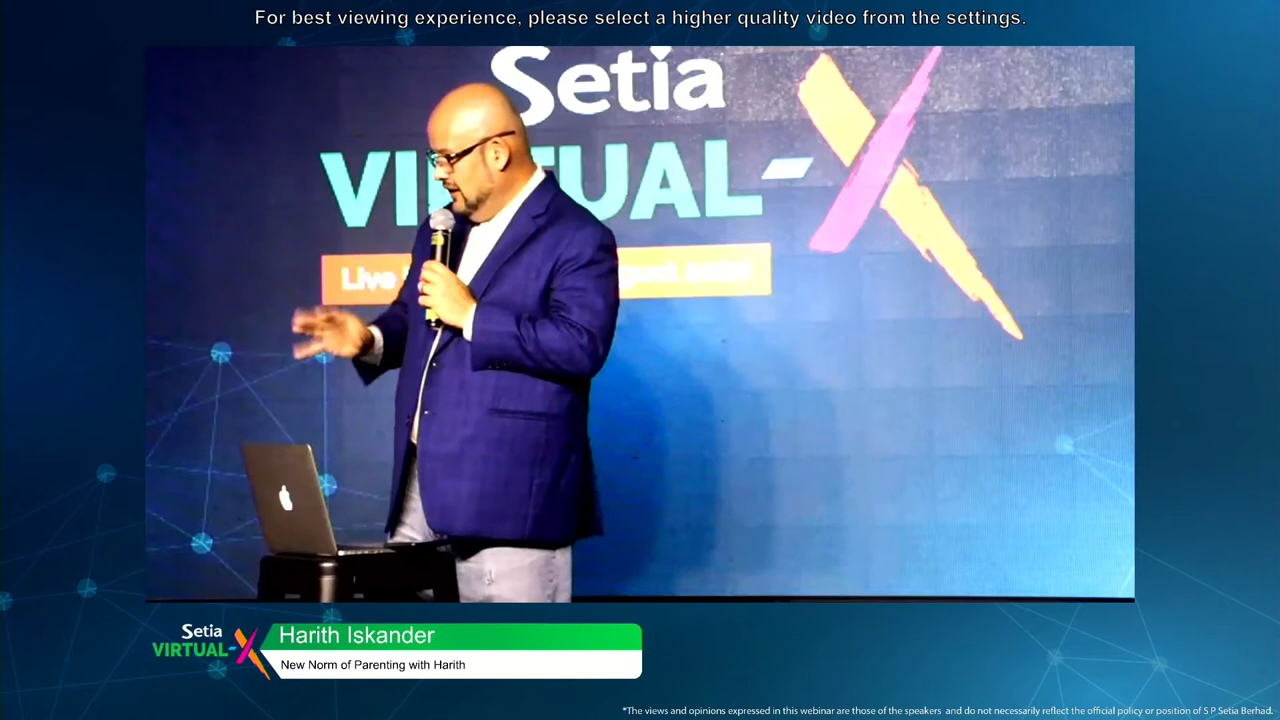 For best viewing experience, please select a higher quality video from the settings.
Setia
VIRTUAL-X
Live
Setia
VIRTUAL-X
Harith Iskander
New Norm of Parenting with Harith
*The views and opinions expressed in this webinar are those of the speakers and do not necessarily reflect the official policy or position of S P Setia Berhad.